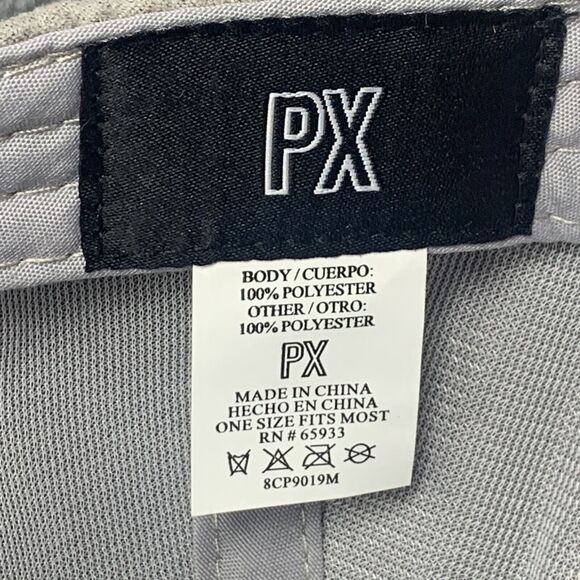 PX
BODY / CUERPO:
100% POLYESTER
OTHER / OTRO:
100% POLYESTER
PX
MADE IN CHINA
HECHO EN CHINA
ONE SIZE FITS MOST
RN # 65933
8CP9019M